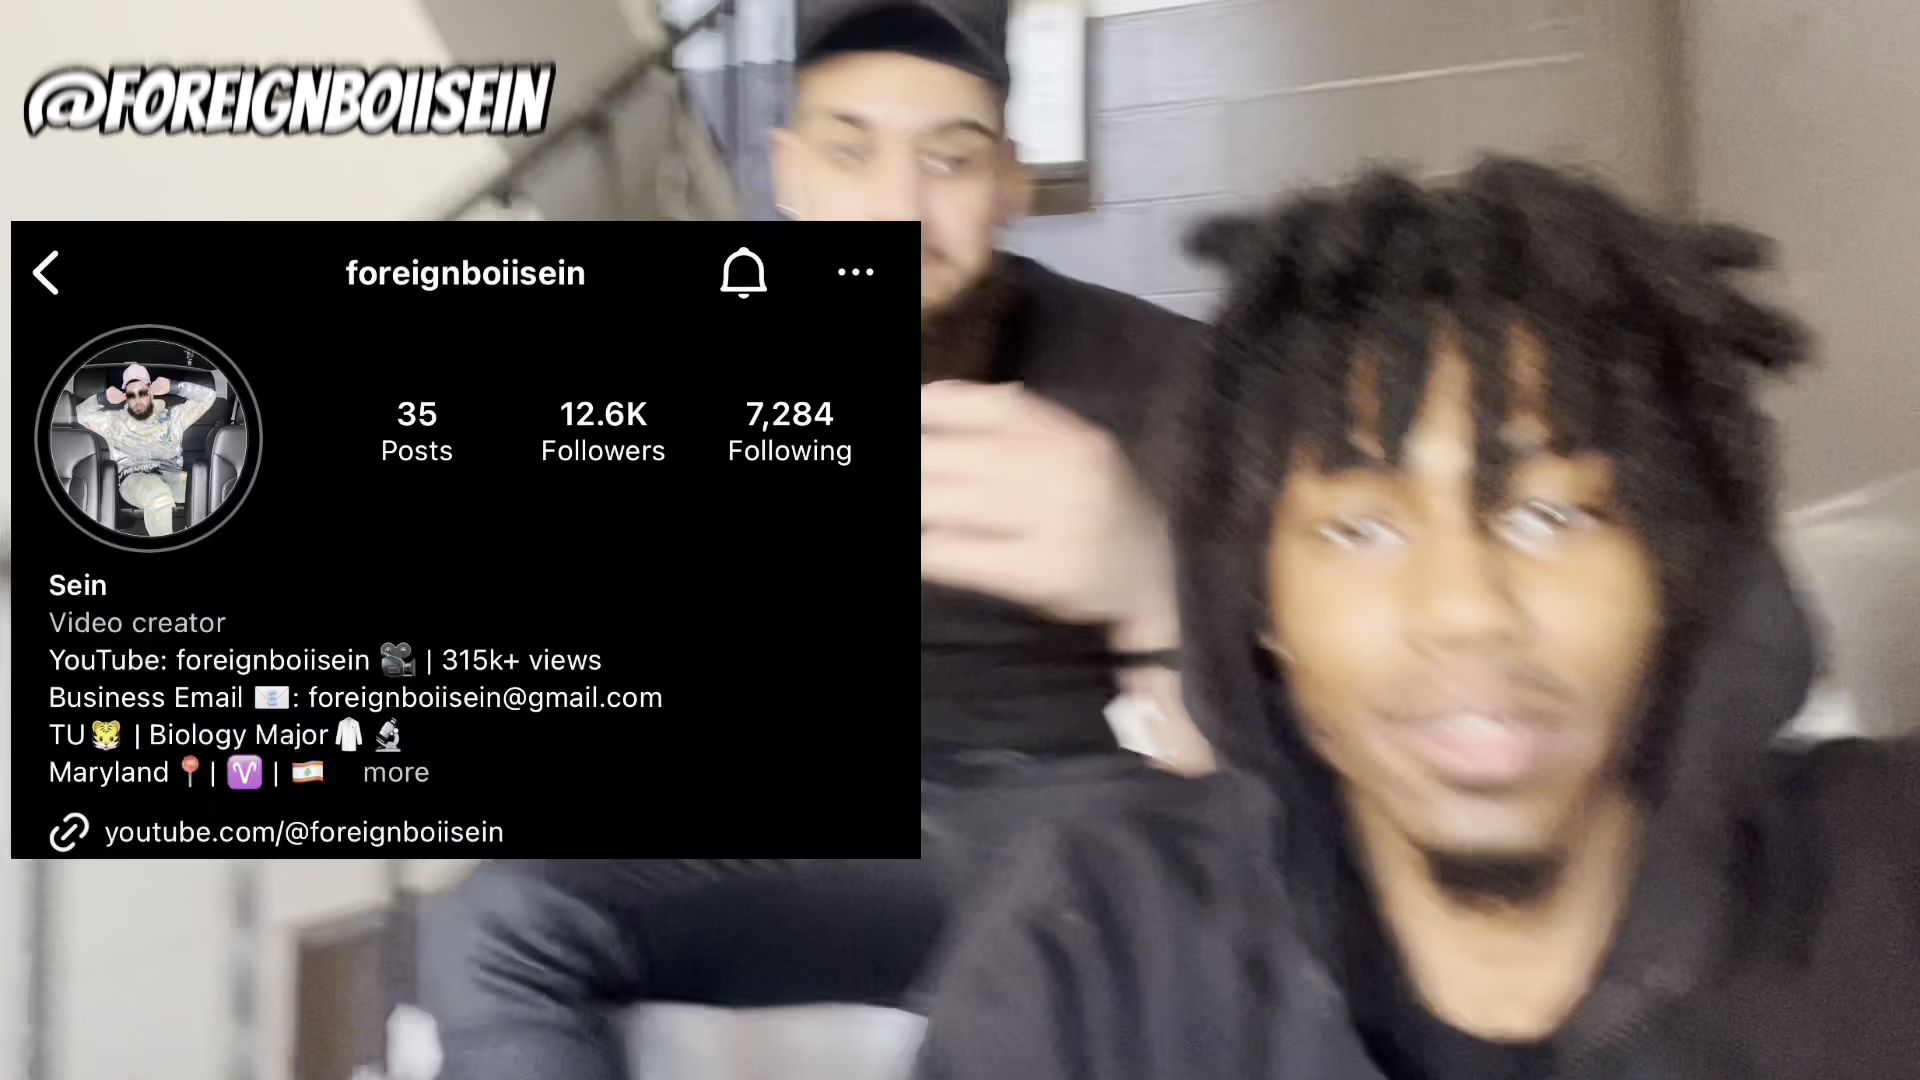 @FOREIGNBOIISEIN
foreignboiisein
35
12.6K
7,284
Posts
Followers
Following
Sein
Video creator
YouTube: foreignboiisein 🎥 | 315k+ views
Business Email 📧: foreignboiisein@gmail.com
TU🐯 | Biology Major🥼 🔬
Maryland📍| ♈ | 🇱🇧 more
youtube.com/@foreignboiisein